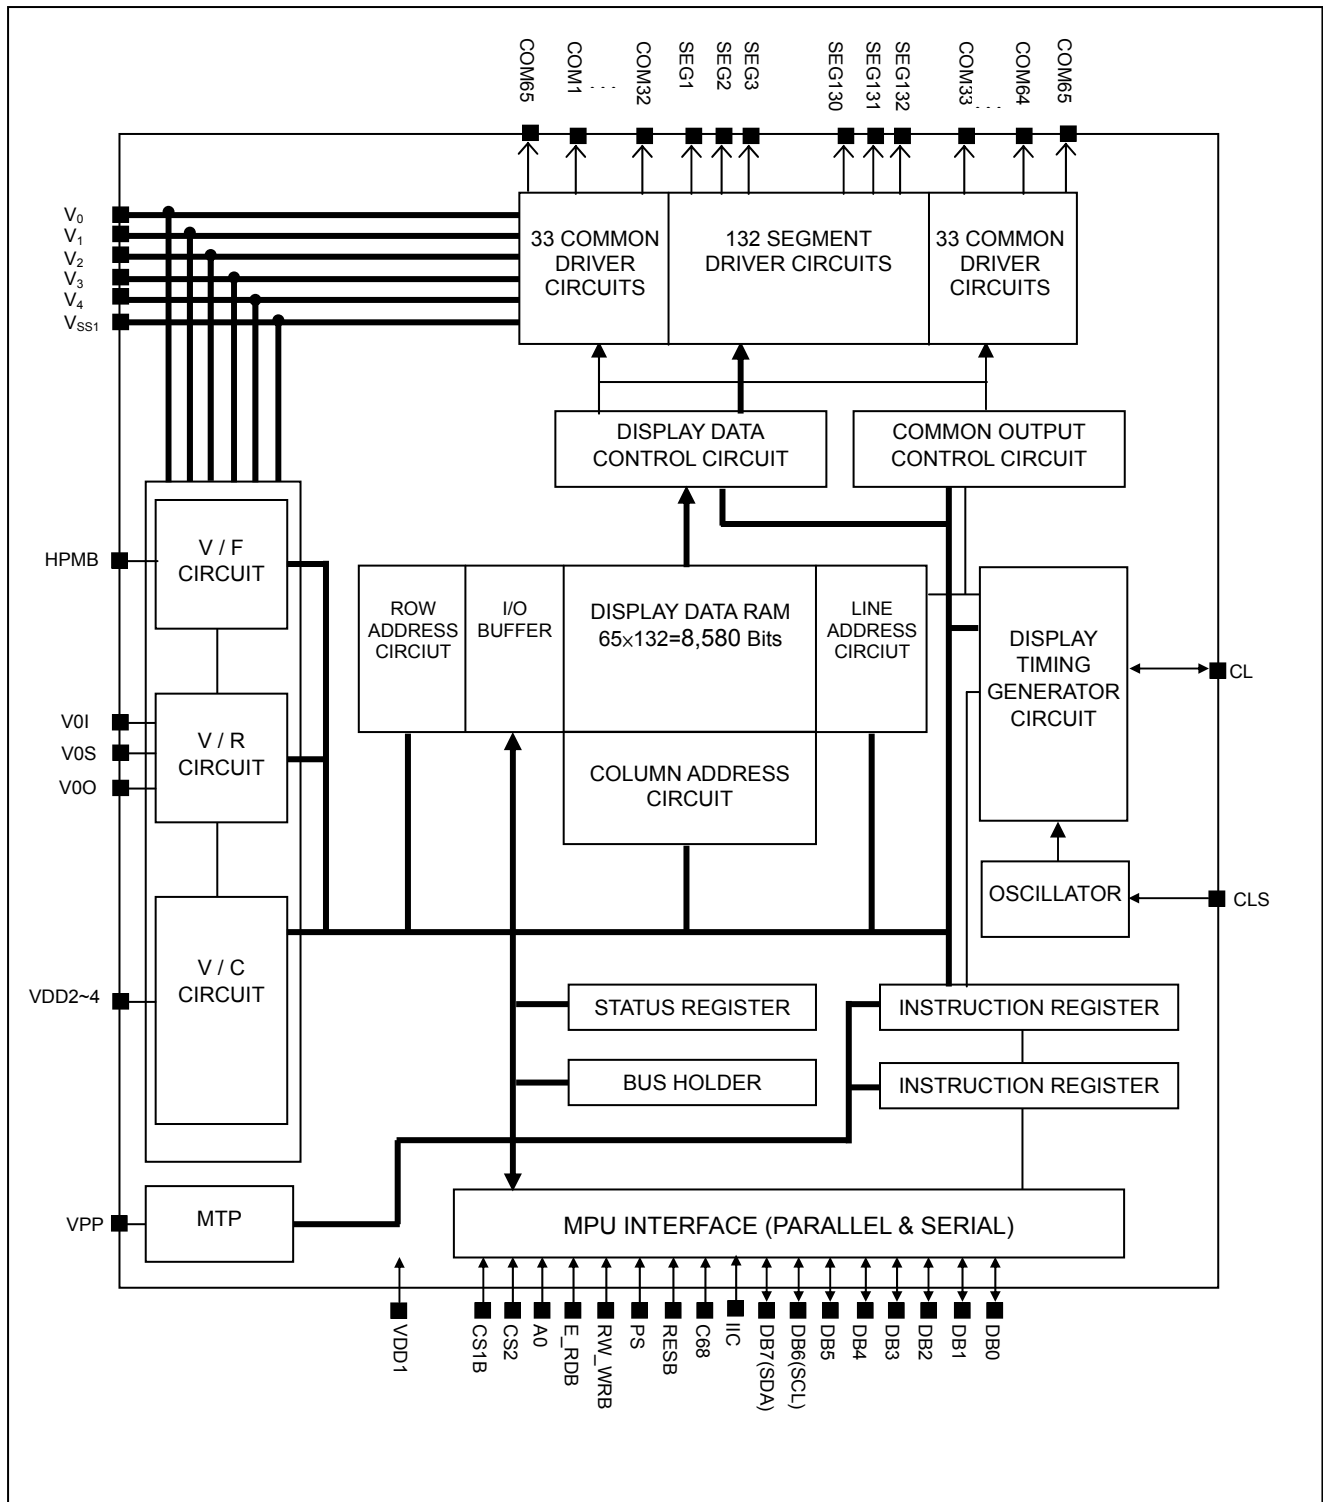 COM65
COM1
. . .
COM32
SEG1
SEG2
SEG3
SEG130
SEG131
SEG132
COM33
. . .
COM64
COM65
V0
V1
V2
V3
V4
VSS1
33 COMMON
DRIVER
CIRCUITS
132 SEGMENT
DRIVER CIRCUITS
33 COMMON
DRIVER
CIRCUITS
DISPLAY DATA
CONTROL CIRCUIT
COMMON OUTPUT
CONTROL CIRCUIT
HPMB
V / F
CIRCUIT
ROW
ADDRESS
CIRCIUT
I/O
BUFFER
DISPLAY DATA RAM
65x132=8,580 Bits
LINE
ADDRESS
CIRCIUT
DISPLAY
TIMING
GENERATOR
CIRCUIT
CL
V0I
V0S
V0O
V / R
CIRCUIT
COLUMN ADDRESS
CIRCUIT
OSCILLATOR
CLS
VDD2~4
V / C
CIRCUIT
STATUS REGISTER
INSTRUCTION REGISTER
BUS HOLDER
INSTRUCTION REGISTER
VPP
MTP
MPU INTERFACE (PARALLEL & SERIAL)
VDD1
CS1B
CS2
A0
E_RDB
RW_WRB
PS
RESB
C68
IIC
DB7(SDA)
DB6(SCL)
DB5
DB4
DB3
DB2
DB1
DB0